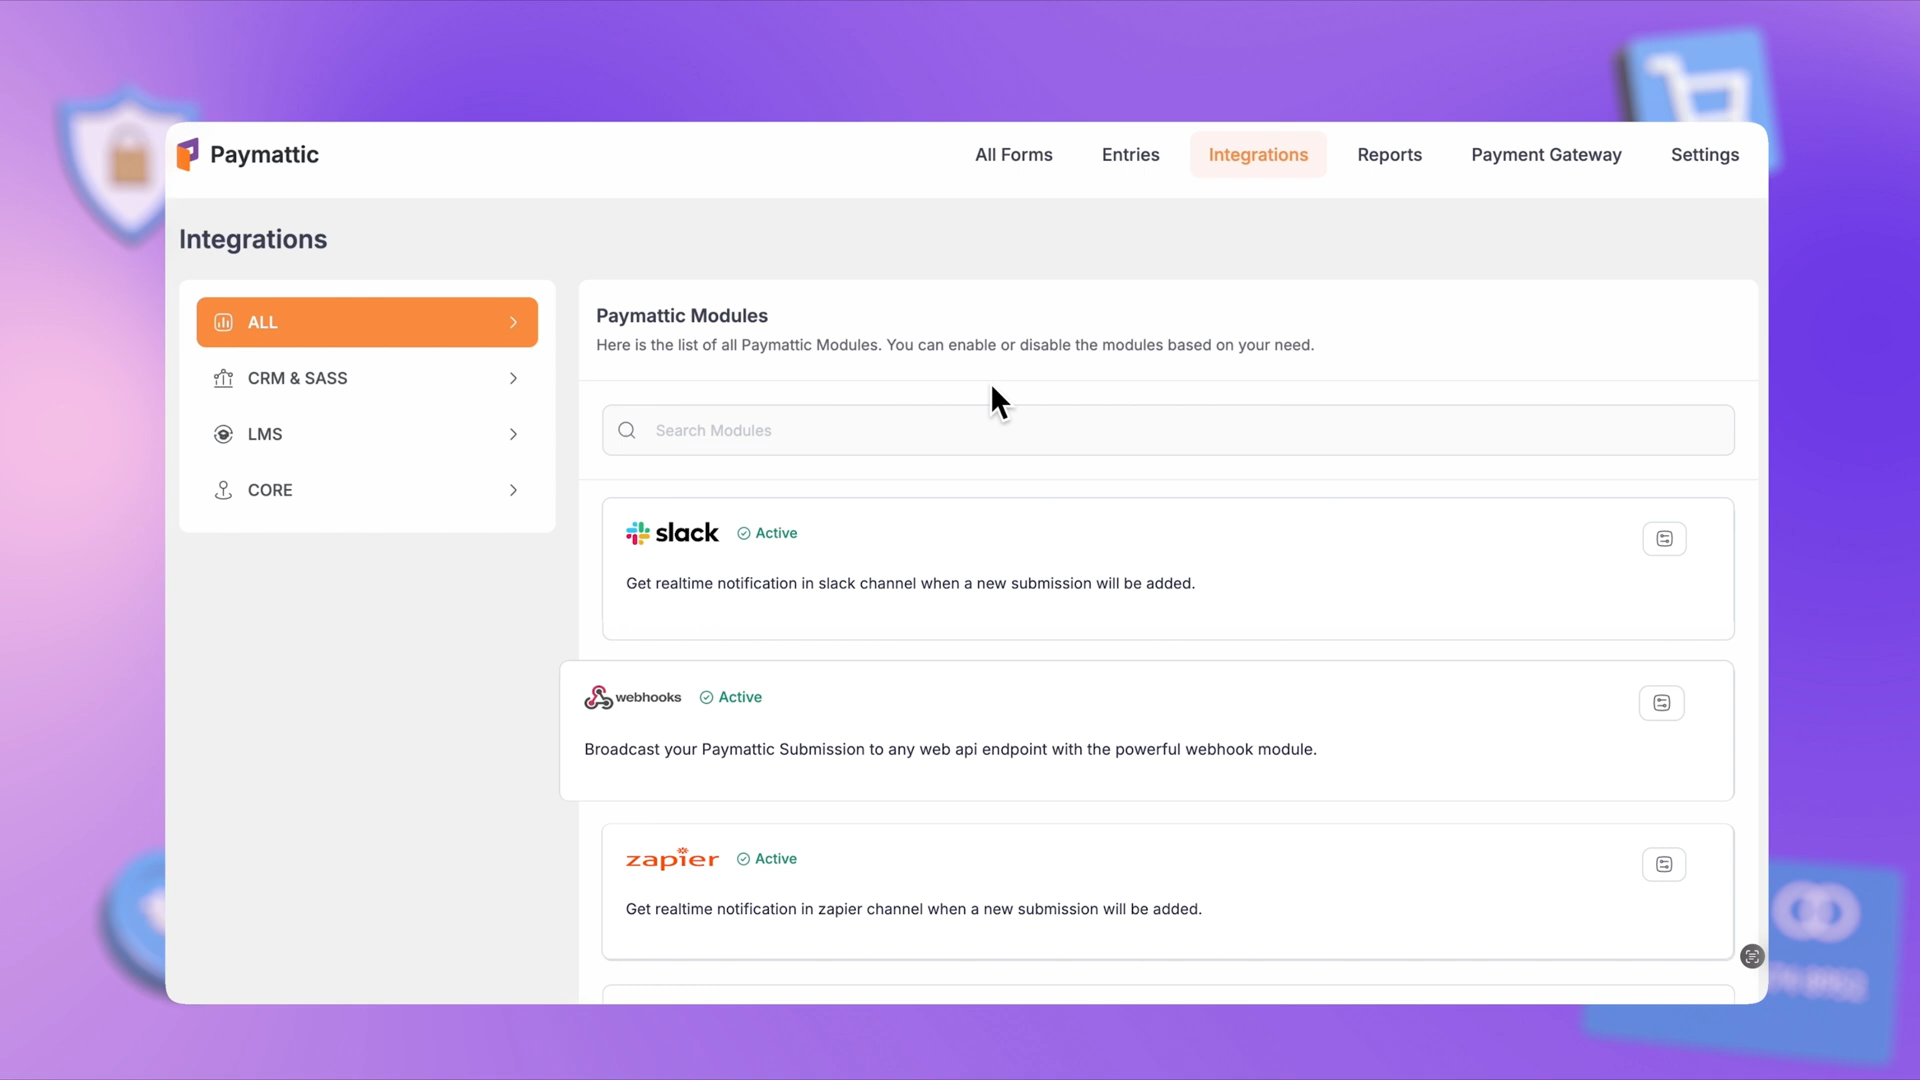 Paymattic
All Forms
Entries
Integrations
Reports
Payment Gateway
Settings
Integrations
ALL
CRM & SASS
LMS
CORE
Paymattic Modules
Here is the list of all Paymattic Modules. You can enable or disable the modules based on your need.
Search Modules
slack
Active
Get realtime notification in slack channel when a new submission will be added.
webhooks
Active
Broadcast your Paymattic Submission to any web api endpoint with the powerful webhook module.
zapier
Active
Get realtime notification in zapier channel when a new submission will be added.